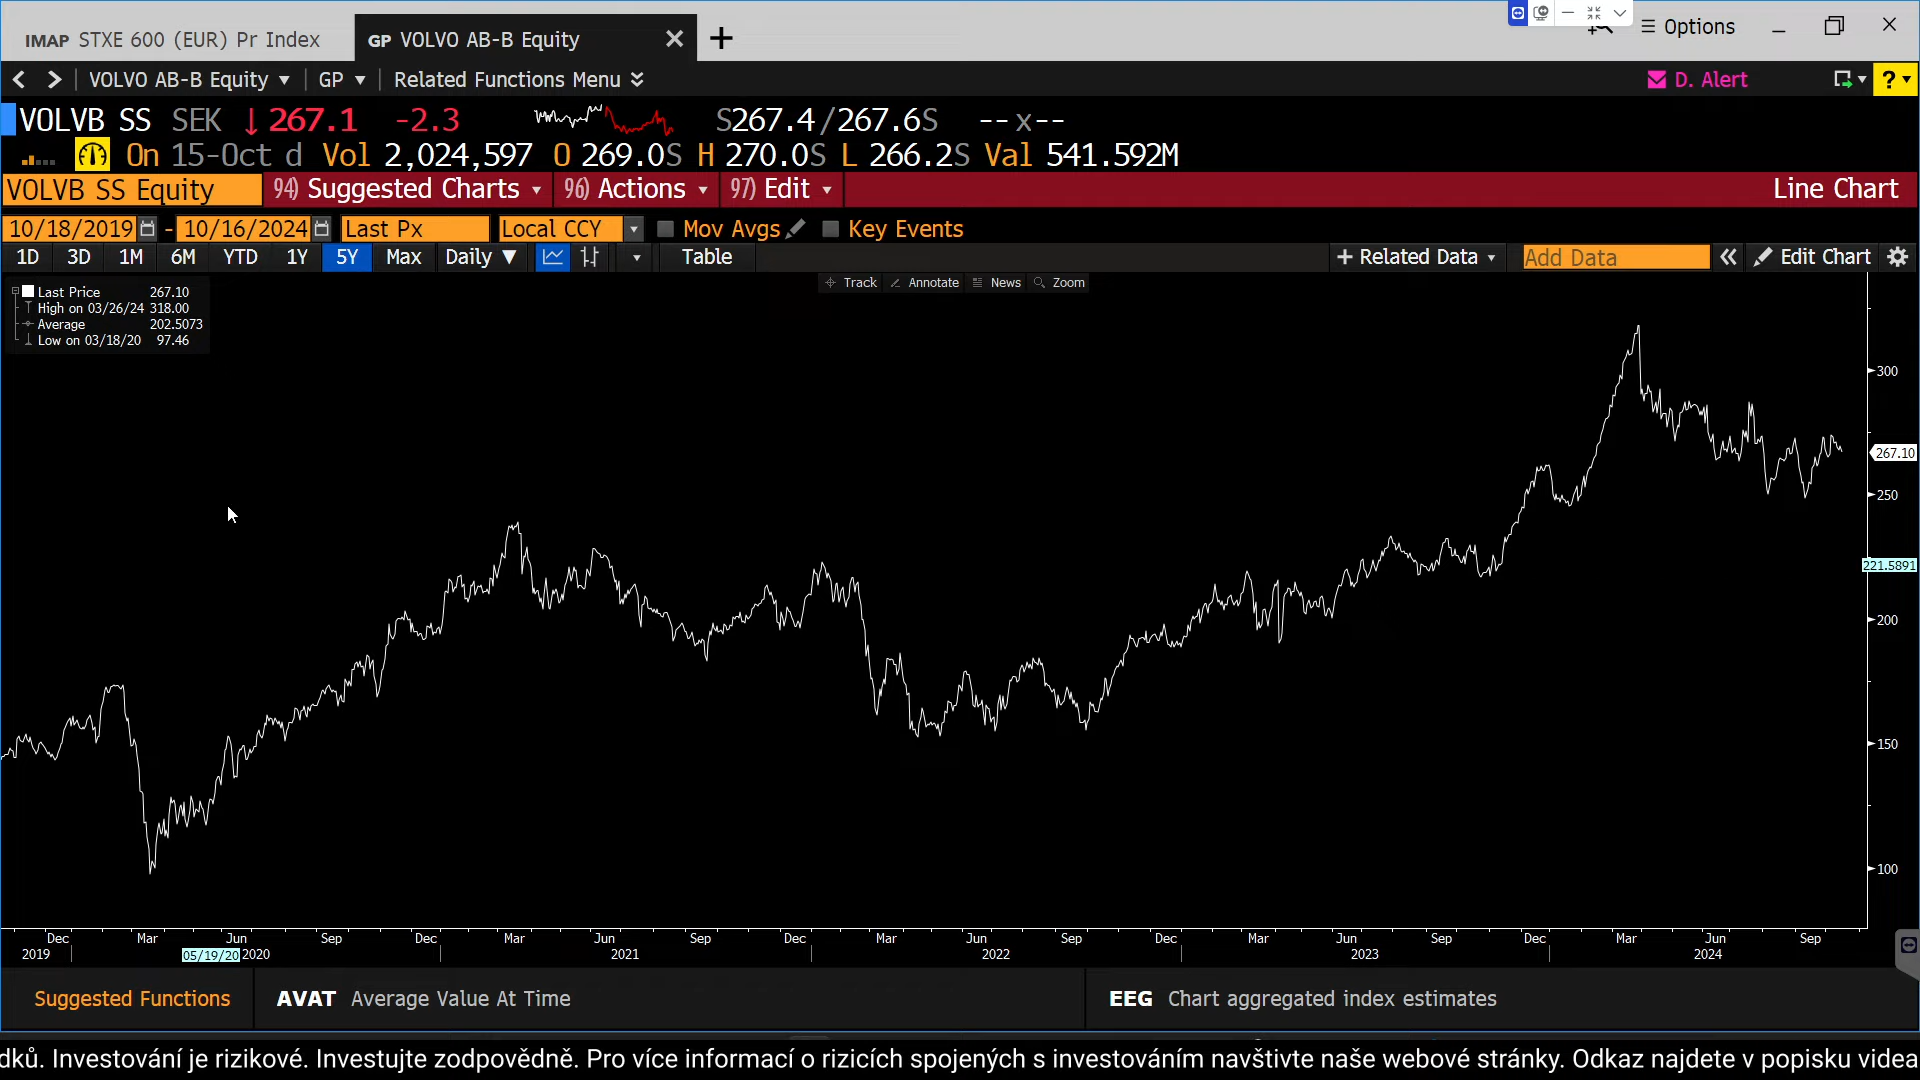 IMAP STXE 600 (EUR) Pr Index
GP VOLVO AB-B Equity
Options
VOLVO AB-B Equity GP Related Functions Menu
D. Alert
?
VOLVB SS SEK ↓ 267.1 -2.3 S267.4/267.6S --x--
On 15-Oct d Vol 2,024,597 O 269.0S H 270.0S L 266.2S Val 541.592M
VOLVB SS Equity 94) Suggested Charts 96) Actions 97) Edit Line Chart
10/18/2019 - 10/16/2024 Last Px Local CCY Mov Avgs Key Events
1D 3D 1M 6M YTD 1Y 5Y Max Daily ▼ Table + Related Data Add Data « Edit Chart
Track Annotate News Zoom
Last Price 267.10
High on 03/26/24 318.00
Average 202.5073
Low on 03/18/20 97.46
300
267.10
250
221.5891
200
150
100
Dec Mar Jun Sep Dec Mar Jun Sep Dec Mar Jun Sep Dec Mar Jun Sep Dec Mar Jun Sep
2019 05/19/20 2020 2021 2022 2023 2024
Suggested Functions AVAT Average Value At Time EEG Chart aggregated index estimates
dků. Investování je rizikové. Investujte zodpovědně. Pro více informací o rizicích spojených s investováním navštivte naše webové stránky. Odkaz najdete v popisku videa